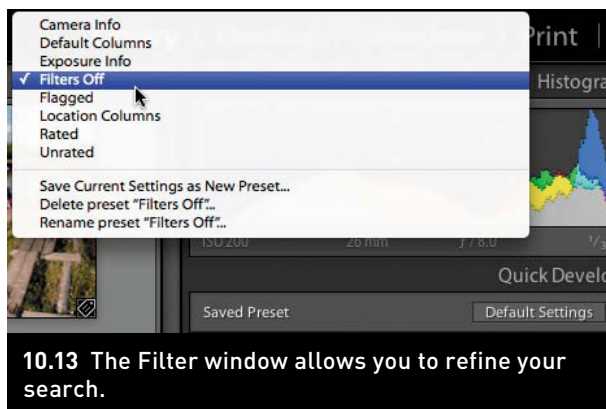 Camera Info
Default Columns
Exposure Info
✓ Filters Off
Flagged
Location Columns
Rated
Unrated
Save Current Settings as New Preset...
Delete preset "Filters Off"...
Rename preset "Filters Off"...
Print |
Histogra
ISO 200 26 mm ƒ / 8.0 1/3
Quick Develo
Saved Preset Default Settings
10.13 The Filter window allows you to refine your
search.